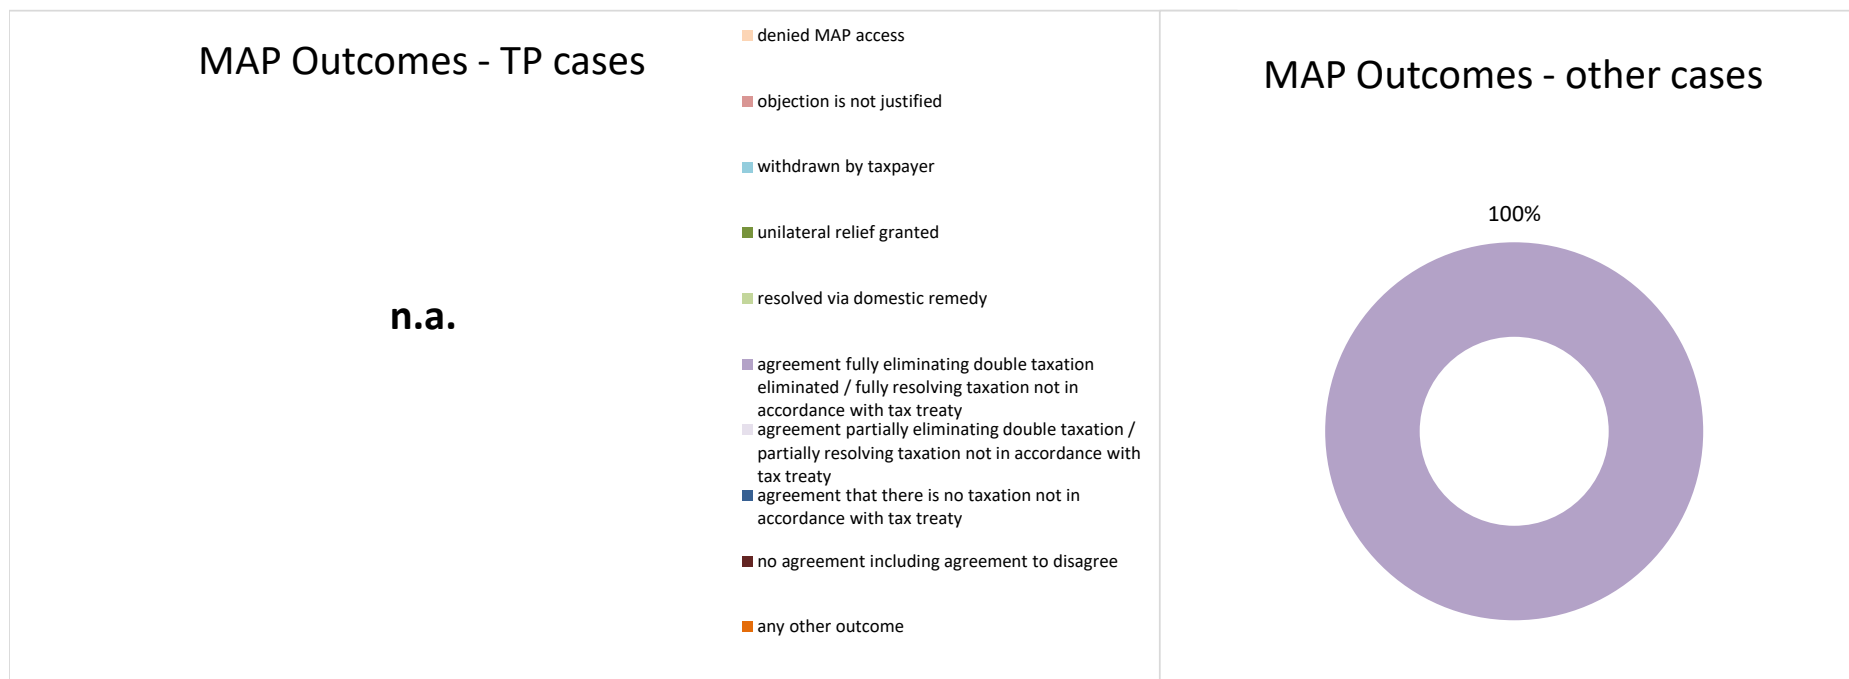 MAP Outcomes - TP cases
n.a.
denied MAP access
objection is not justified
withdrawn by taxpayer
unilateral relief granted
resolved via domestic remedy
agreement fully eliminating double taxation
eliminated / fully resolving taxation not in
accordance with tax treaty
agreement partially eliminating double taxation /
partially resolving taxation not in accordance with
tax treaty
agreement that there is no taxation not in
accordance with tax treaty
no agreement including agreement to disagree
any other outcome
MAP Outcomes - other cases
100%